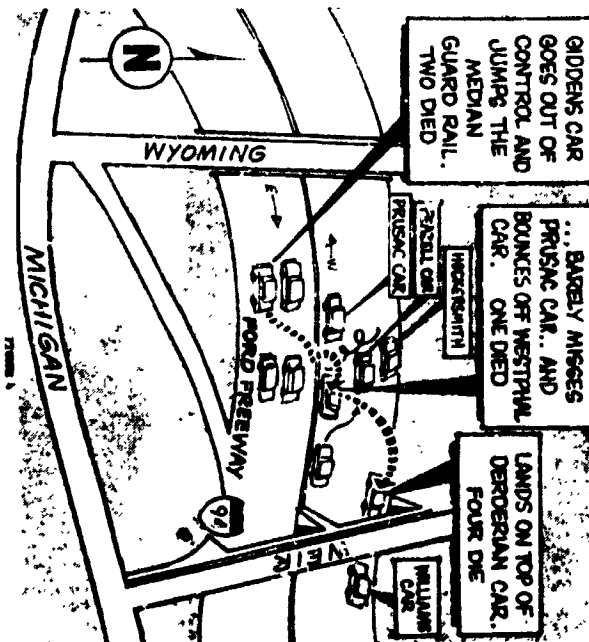 GIDDENS CAR
GOES OUT OF
CONTROL AND
JUMPS THE
MEDIAN
GUARD RAIL.
TWO DIED
... BARELY MISSES
PRUSAC CAR.. AND
BOUNCES OFF WESTPHAL
CAR. ONE DIED
LANDS ON TOP OF
DERDERIAN CAR.
FOUR DIE
PRUSAC CAR
CAR
WILLIAMS
CAR
N
WYOMING
E
W
FORD FREEWAY
94
WEIR
MICHIGAN